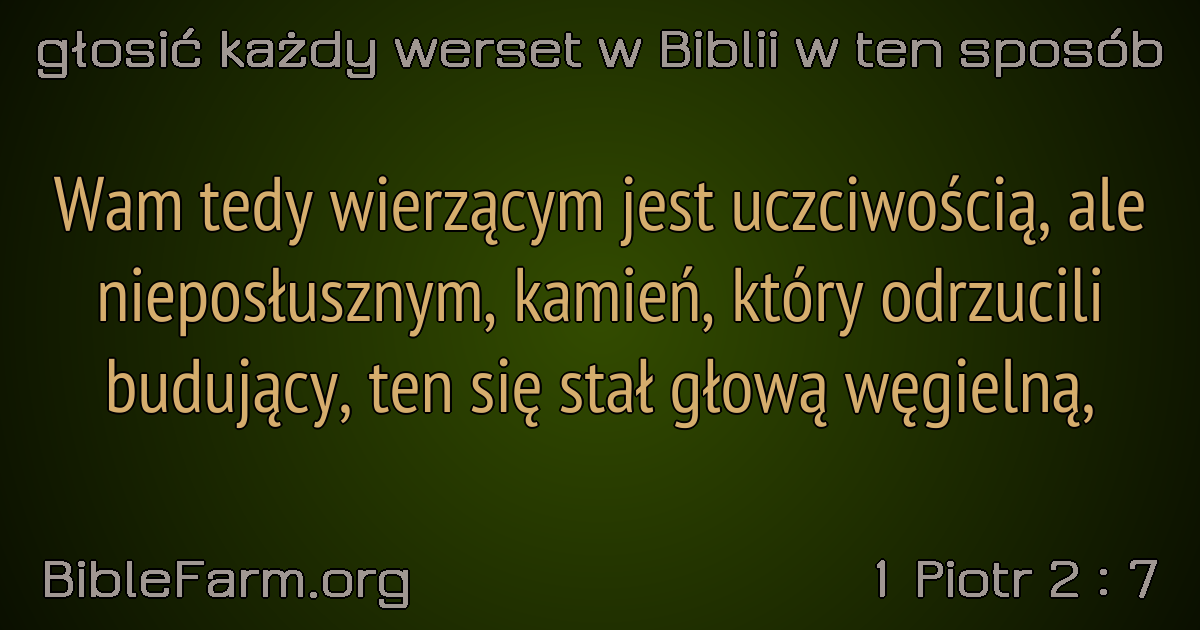 głosić każdy werset w Biblii w ten sposób
Wam tedy wierzącym jest uczciwością, ale
nieposłusznym, kamień, który odrzucili
budujący, ten się stał głową węgielną,
BibleFarm.org
1 Piotr 2 : 7